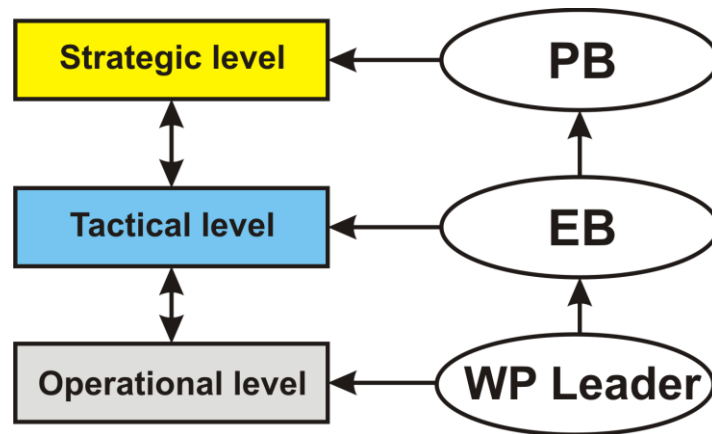 Strategic level
PB
Tactical level
EB
Operational level
WP Leader